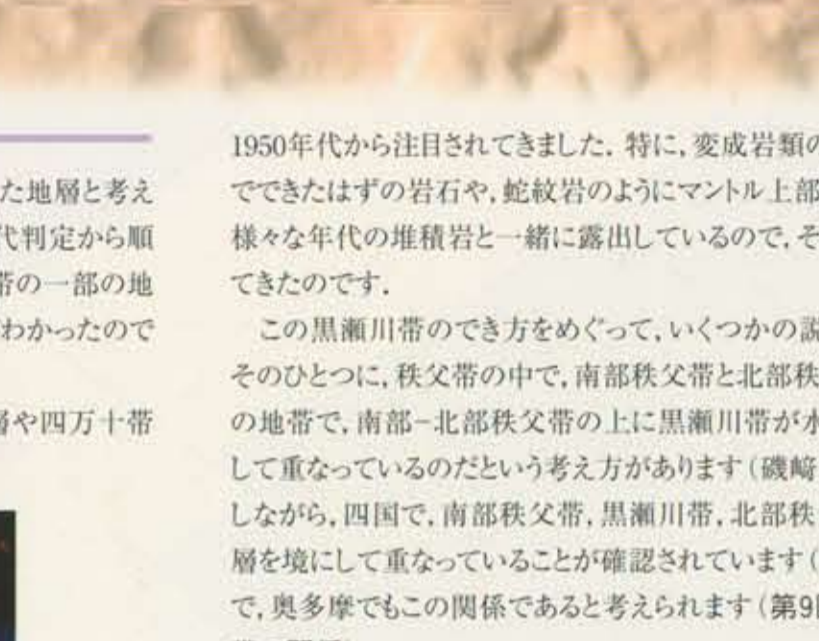 た地層と考え
代判定から順
帯の一部の地
わかったので
層や四万十帯
1950年代から注目されてきました．特に，変成岩類の
でできたはずの岩石や，蛇紋岩のようにマントル上部
様々な年代の堆積岩と一緒に露出しているので，そ
てきたのです．
この黒瀬川帯のでき方をめぐって，いくつかの説
そのひとつに，秩父帯の中で，南部秩父帯と北部秩
の地帯で，南部−北部秩父帯の上に黒瀬川帯が水
して重なっているのだという考え方があります（磯﨑
しながら，四国で，南部秩父帯，黒瀬川帯，北部秩
層を境にして重なっていることが確認されています（
で，奥多摩でもこの関係であると考えられます（第9